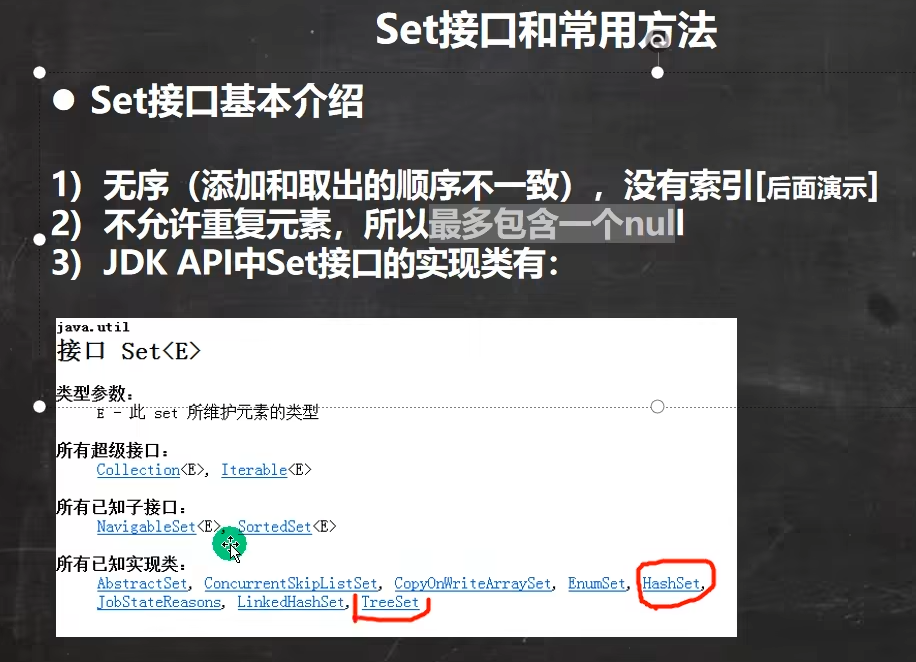 Set接口和常用方法
● Set接口基本介绍
1) 无序（添加和取出的顺序不一致），没有索引[后面演示]
2) 不允许重复元素，所以最多包含一个null
3) JDK API中Set接口的实现类有：
java.util
接口 Set<E>
类型参数：
E - 此 set 所维护元素的类型
所有超级接口：
Collection<E>, Iterable<E>
所有已知子接口：
NavigableSet<E>, SortedSet<E>
所有已知实现类：
AbstractSet, ConcurrentSkipListSet, CopyOnWriteArraySet, EnumSet, HashSet,
JobStateReasons, LinkedHashSet, TreeSet